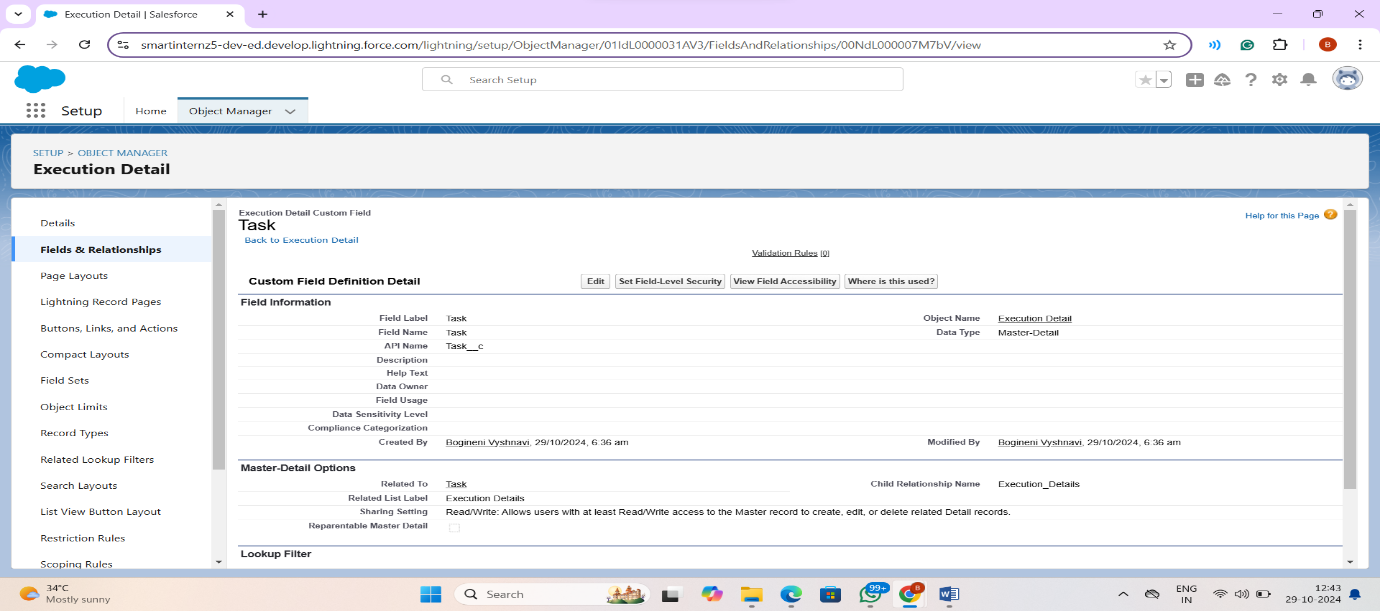 Execution Detail | Salesforce
smartinternz5-dev-ed.develop.lightning.force.com/lightning/setup/ObjectManager/01IdL0000031AV3/FieldsAndRelationships/00NdL000007M7bV/view
B
Search Setup
Setup
Home
Object Manager
SETUP > OBJECT MANAGER
Execution Detail
Details
Fields & Relationships
Page Layouts
Lightning Record Pages
Buttons, Links, and Actions
Compact Layouts
Field Sets
Object Limits
Record Types
Related Lookup Filters
Search Layouts
List View Button Layout
Restriction Rules
Scoping Rules
Execution Detail Custom Field
Task
Back to Execution Detail
Help for this Page ?
Validation Rules [0]
Custom Field Definition Detail Edit Set Field-Level Security View Field Accessibility Where is this used?
Field Information
Field Label Task Object Name Execution Detail
Field Name Task Data Type Master-Detail
API Name Task__c
Description
Help Text
Data Owner
Field Usage
Data Sensitivity Level
Compliance Categorization
Created By Bogineni Vyshnavi, 29/10/2024, 6:36 am Modified By Bogineni Vyshnavi, 29/10/2024, 6:36 am
Master-Detail Options
Related To Task Child Relationship Name Execution_Details
Related List Label Execution Details
Sharing Setting Read/Write: Allows users with at least Read/Write access to the Master record to create, edit, or delete related Detail records.
Reparentable Master Detail
Lookup Filter
34°C
Mostly sunny
Search
99+
B
ENG
IN
12:43
29-10-2024